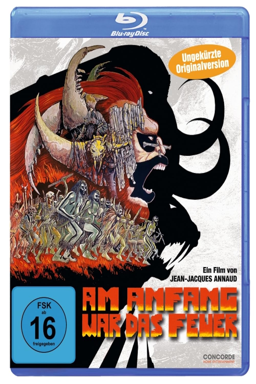 Blu-ray Disc
Ungekürzte
Originalversion
Ein Film von
JEAN-JACQUES ANNAUD
AM ANFANG
WAR DAS FEUER
FSK
ab
16
freigegeben
CONCORDE